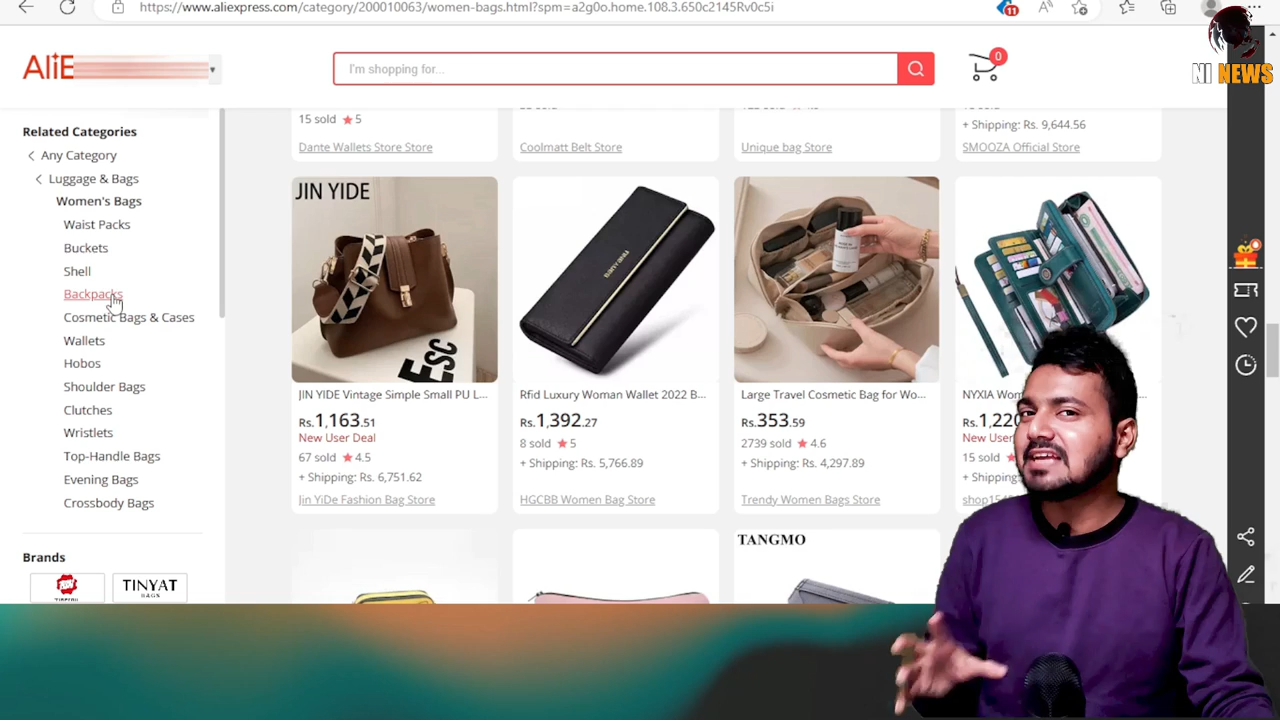 https://www.aliexpress.com/category/200010063/women-bags.html?spm=a2g0o.home.108.3.650c2145Rv0c5i
11
NI NEWS
AliE
I'm shopping for...
0
Related Categories
Any Category
Luggage & Bags
Women's Bags
Waist Packs
Buckets
Shell
Backpacks
Cosmetic Bags & Cases
Wallets
Hobos
Shoulder Bags
Clutches
Wristlets
Top-Handle Bags
Evening Bags
Crossbody Bags
Brands
TINYAT
BAGS
15 sold 5
Dante Wallets Store Store
Coolmatt Belt Store
Unique bag Store
+ Shipping: Rs. 9,644.56
SMOOZA Official Store
JIN YIDE
ESC
JIN YIDE Vintage Simple Small PU L...
Rs.1,163.51
New User Deal
67 sold 4.5
+ Shipping: Rs. 6,751.62
Jin YiDe Fashion Bag Store
Rfid Luxury Woman Wallet 2022 B...
Rs.1,392.27
8 sold 5
+ Shipping: Rs. 5,766.89
HGCBB Women Bag Store
Large Travel Cosmetic Bag for Wo...
Rs.353.59
2739 sold 4.6
+ Shipping: Rs. 4,297.89
Trendy Women Bags Store
NYXIA Wom
Rs.1,220
New User
15 sold
+ Shipping:
TANGMO